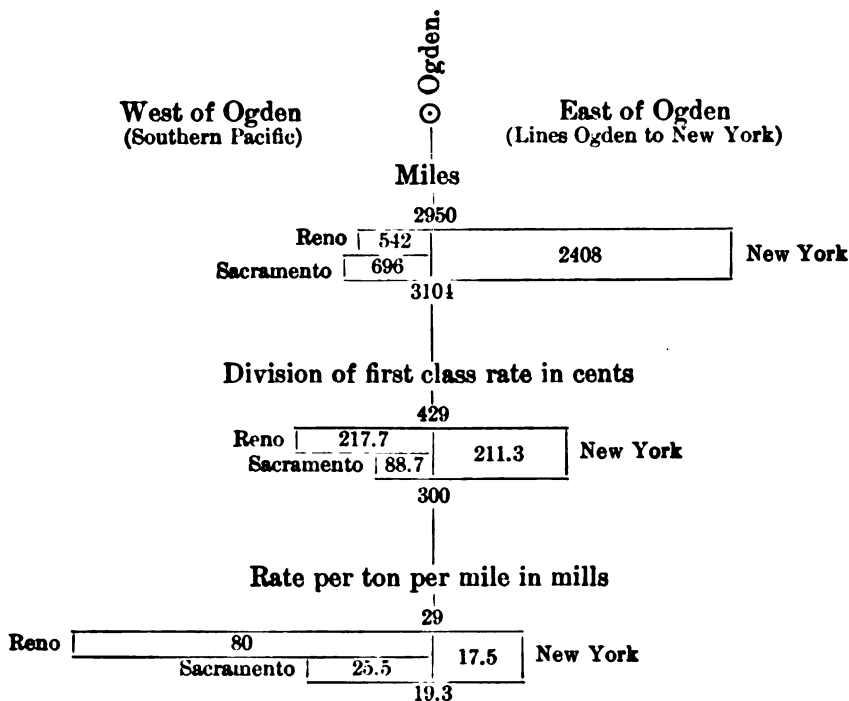 Ogden.
West of Ogden
(Southern Pacific)
East of Ogden
(Lines Ogden to New York)
Miles
2950
Reno 542
2408 New York
Sacramento 696
3104
Division of first class rate in cents
429
Reno 217.7
211.3 New York
Sacramento 88.7
300
Rate per ton per mile in mills
29
Reno 80
17.5 New York
Sacramento 25.5
19.3